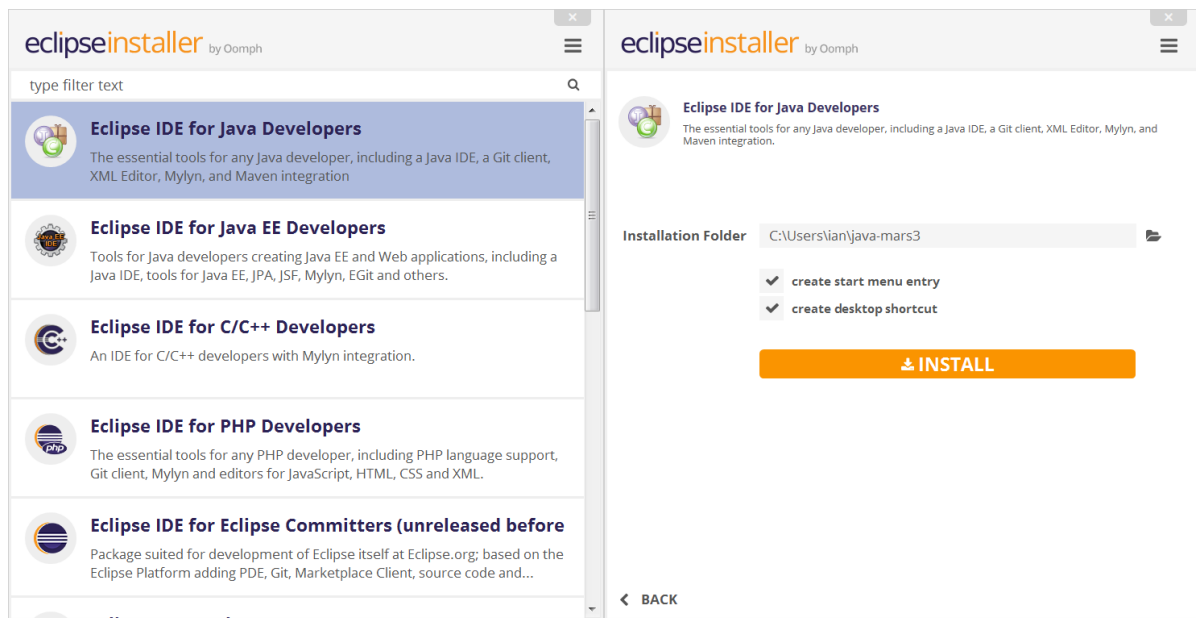 eclipseinstaller by Oomph
type filter text
Eclipse IDE for Java Developers
The essential tools for any Java developer, including a Java IDE, a Git client,
XML Editor, Mylyn, and Maven integration
Java EE
IDE
Eclipse IDE for Java EE Developers
Tools for Java developers creating Java EE and Web applications, including a
Java IDE, tools for Java EE, JPA, JSF, Mylyn, EGit and others.
C++
Eclipse IDE for C/C++ Developers
An IDE for C/C++ developers with Mylyn integration.
php
Eclipse IDE for PHP Developers
The essential tools for any PHP developer, including PHP language support,
Git client, Mylyn and editors for JavaScript, HTML, CSS and XML.
Eclipse IDE for Eclipse Committers (unreleased before
Package suited for development of Eclipse itself at Eclipse.org; based on the
Eclipse Platform adding PDE, Git, Marketplace Client, source code and...
eclipseinstaller by Oomph
Eclipse IDE for Java Developers
The essential tools for any Java developer, including a Java IDE, a Git client, XML Editor, Mylyn, and
Maven integration.
Installation Folder C:\Users\ian\java-mars3
create start menu entry
create desktop shortcut
INSTALL
BACK